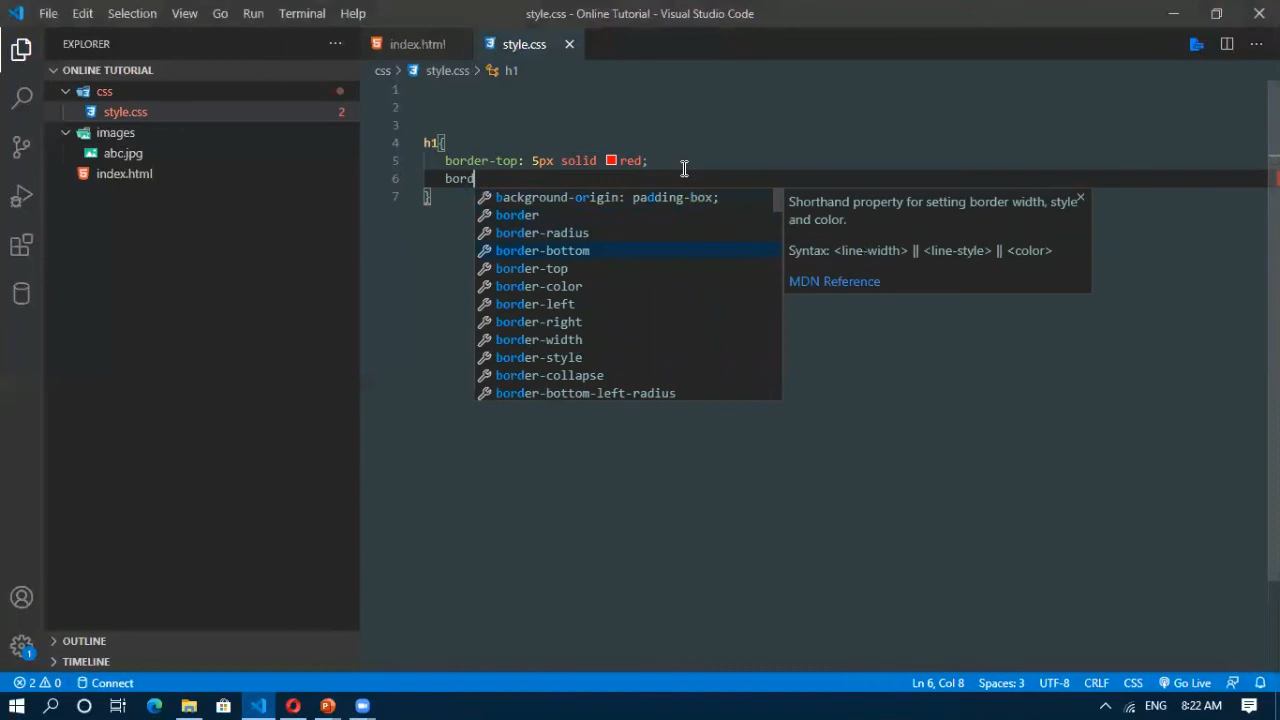 File Edit Selection View Go Run Terminal Help
style.css - Online Tutorial - Visual Studio Code
EXPLORER
index.html
style.css
ONLINE TUTORIAL
css > style.css > h1
css
style.css 2
images
abc.jpg
index.html
1
2
3
4 h1{
5 border-top: 5px solid red;
6 bord
7 }
background-origin: padding-box;
border
border-radius
border-bottom
border-top
border-color
border-left
border-right
border-width
border-style
border-collapse
border-bottom-left-radius
Shorthand property for setting border width, style
and color.
Syntax: <line-width> || <line-style> || <color>
MDN Reference
OUTLINE
TIMELINE
1
2 0 Connect
Ln 6, Col 8 Spaces: 3 UTF-8 CRLF CSS Go Live
ENG 8:22 AM